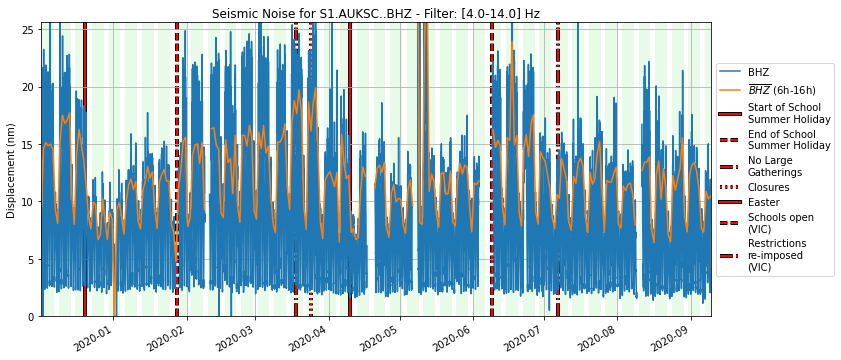 Seismic Noise for S1.AUKSC..BHZ - Filter: [4.0-14.0] Hz
Displacement (nm)
25
20
15
10
5
0
2020-01
2020-02
2020-03
2020-04
2020-05
2020-06
2020-07
2020-08
2020-09
BHZ
BHZ (6h-16h)
Start of School
Summer Holiday
End of School
Summer Holiday
No Large
Gatherings
Closures
Easter
Schools open
(VIC)
Restrictions
re-imposed
(VIC)